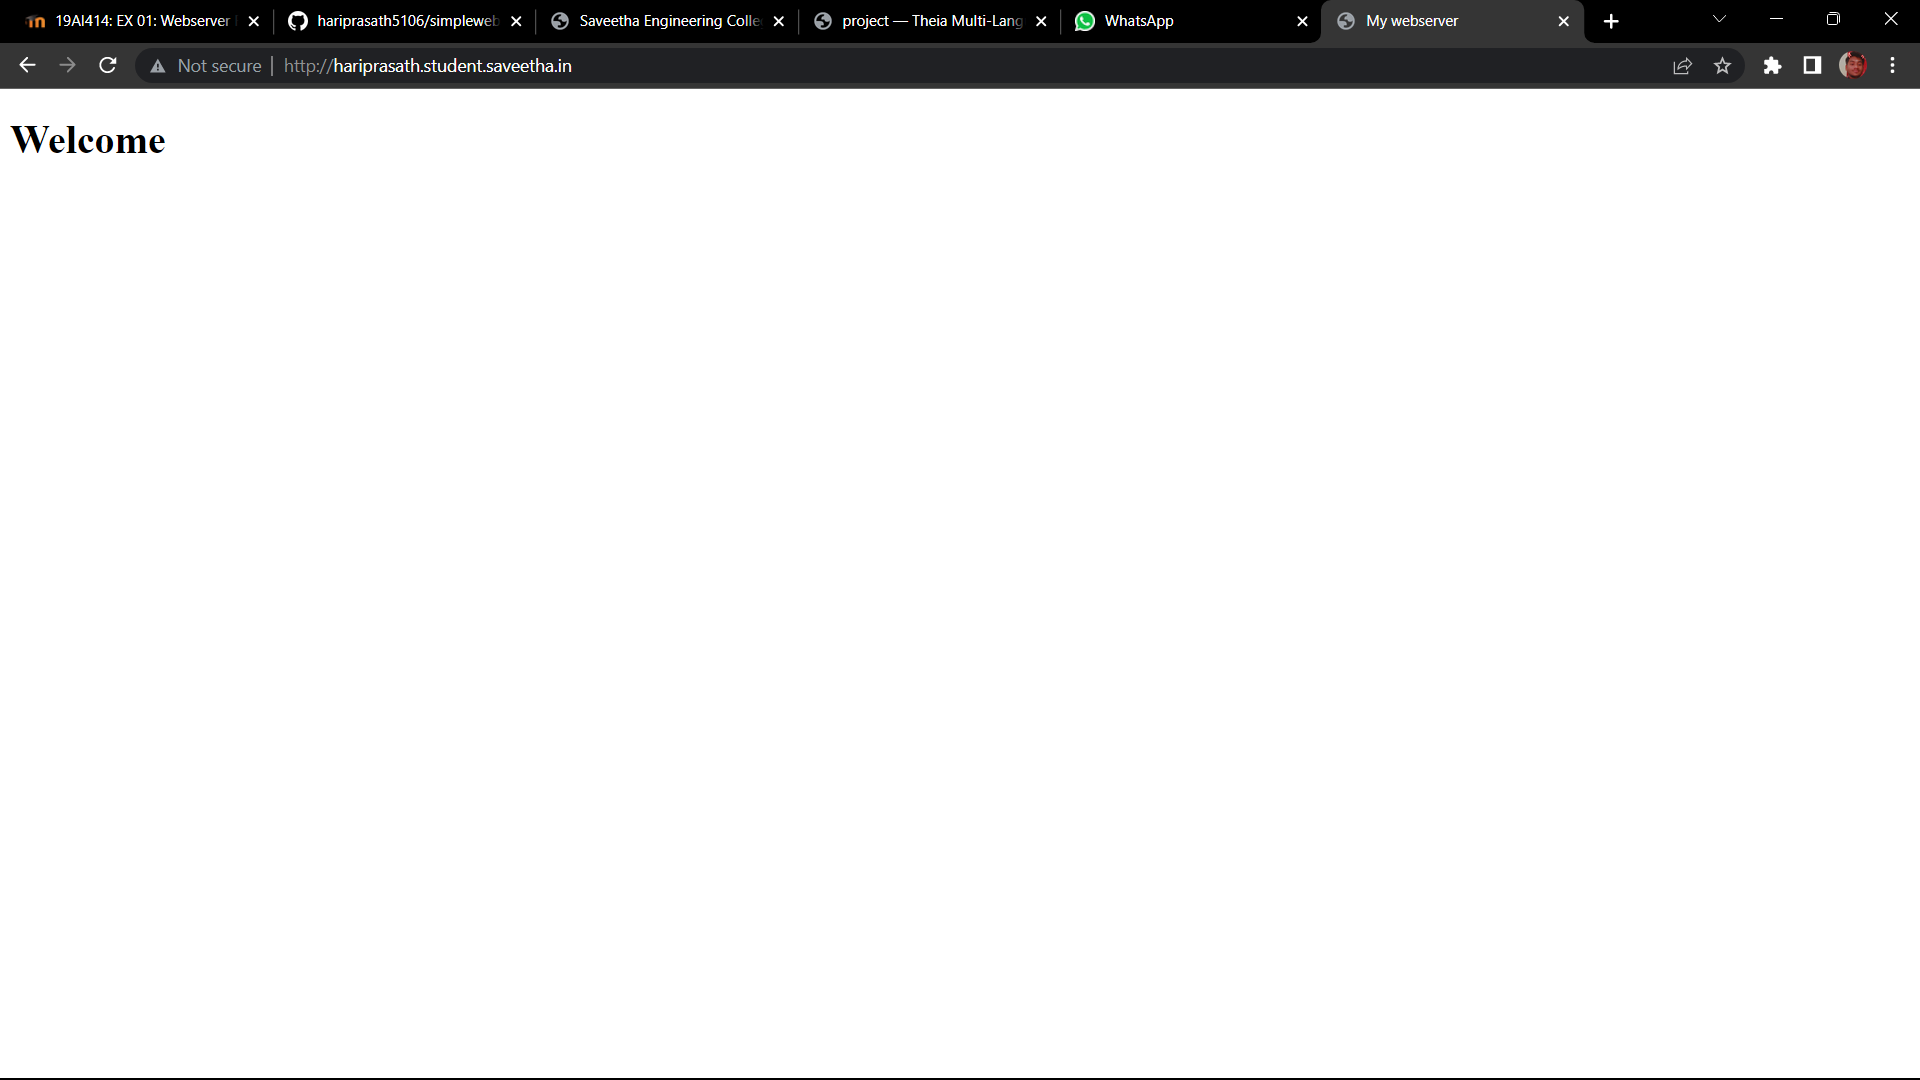 19AI414: EX 01: Webserver
hariprasath5106/simpleweb
Saveetha Engineering Colle
project — Theia Multi-Lang
WhatsApp
My webserver
Not secure
http://hariprasath.student.saveetha.in
Welcome